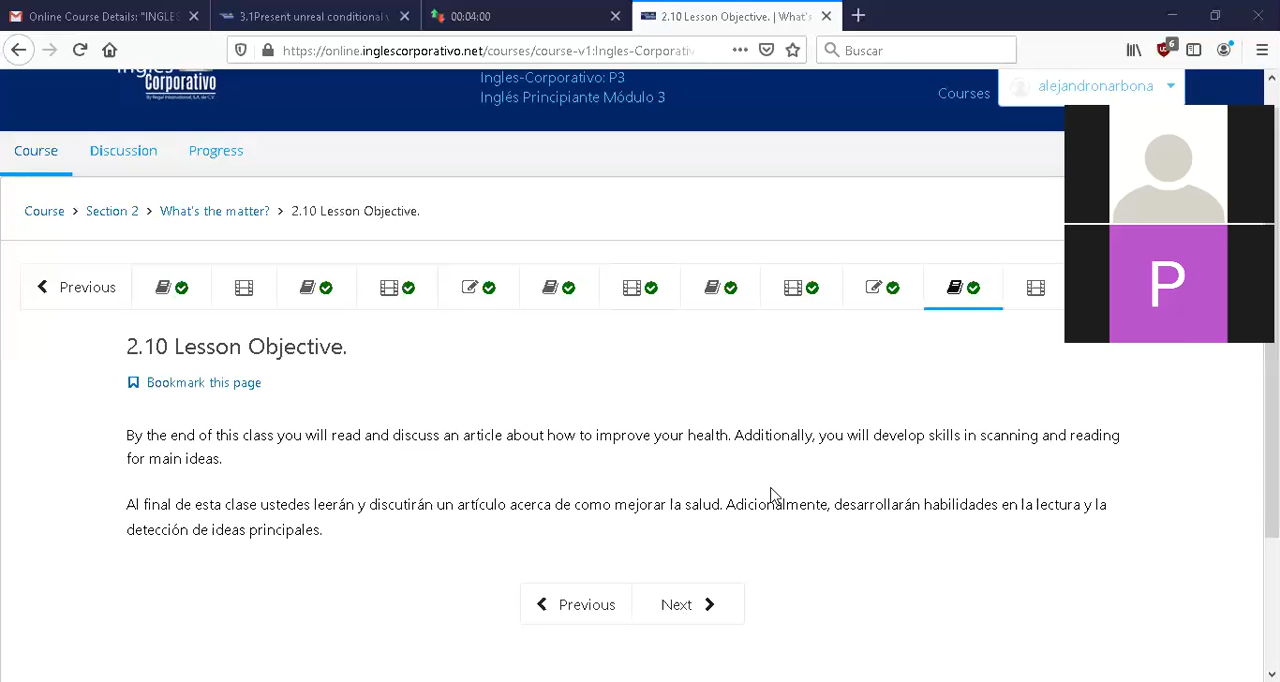 Online Course Details: "INGLES
3.1Present unreal conditional
00:04:00
2.10 Lesson Objective. | What's
https://online.inglescorporativo.net/courses/course-v1:Ingles-Corporativ
Buscar
6
Inglés
Corporativo
Ingles-Corporativo: P3
Inglés Principiante Módulo 3
Courses
alejandronarbona
Course
Discussion
Progress
Course > Section 2 > What's the matter? > 2.10 Lesson Objective.
Previous
P
2.10 Lesson Objective.
Bookmark this page
By the end of this class you will read and discuss an article about how to improve your health. Additionally, you will develop skills in scanning and reading
for main ideas.
Al final de esta clase ustedes leerán y discutirán un artículo acerca de como mejorar la salud. Adicionalmente, desarrollarán habilidades en la lectura y la
detección de ideas principales.
Previous
Next